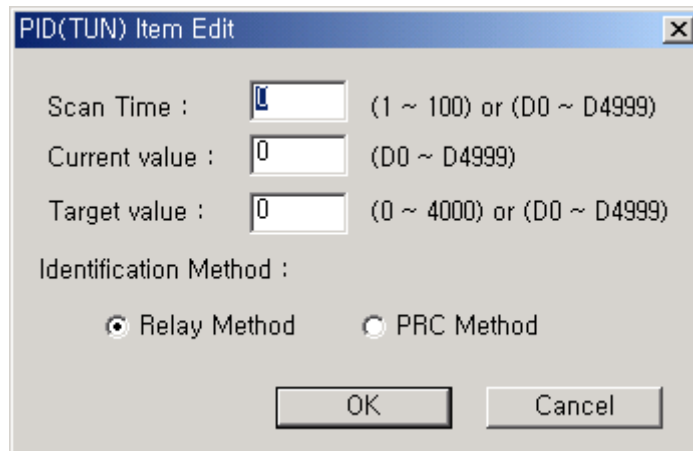 PID(TUN) Item Edit
Scan Time : 0 (1 ~ 100) or (D0 ~ D4999)
Current value : 0 (D0 ~ D4999)
Target value : 0 (0 ~ 4000) or (D0 ~ D4999)
Identification Method :
Relay Method PRC Method
OK Cancel